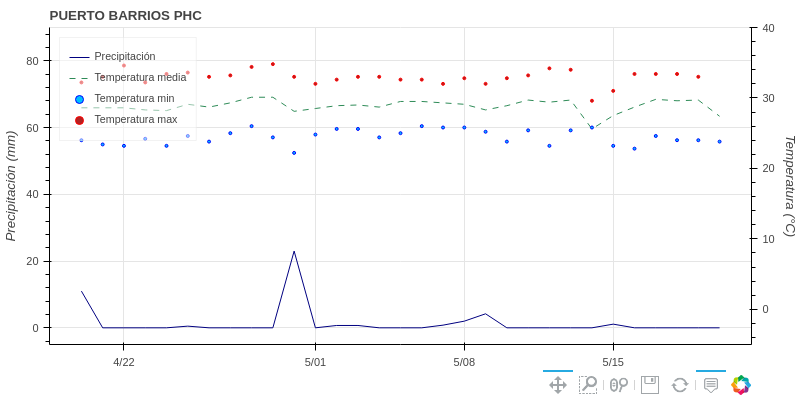 PUERTO BARRIOS PHC
Precipitación
Temperatura media
Temperatura min
Temperatura max
Precipitación (mm)
80
60
40
20
0
Temperatura (°C)
40
30
20
10
0
4/22
5/01
5/08
5/15